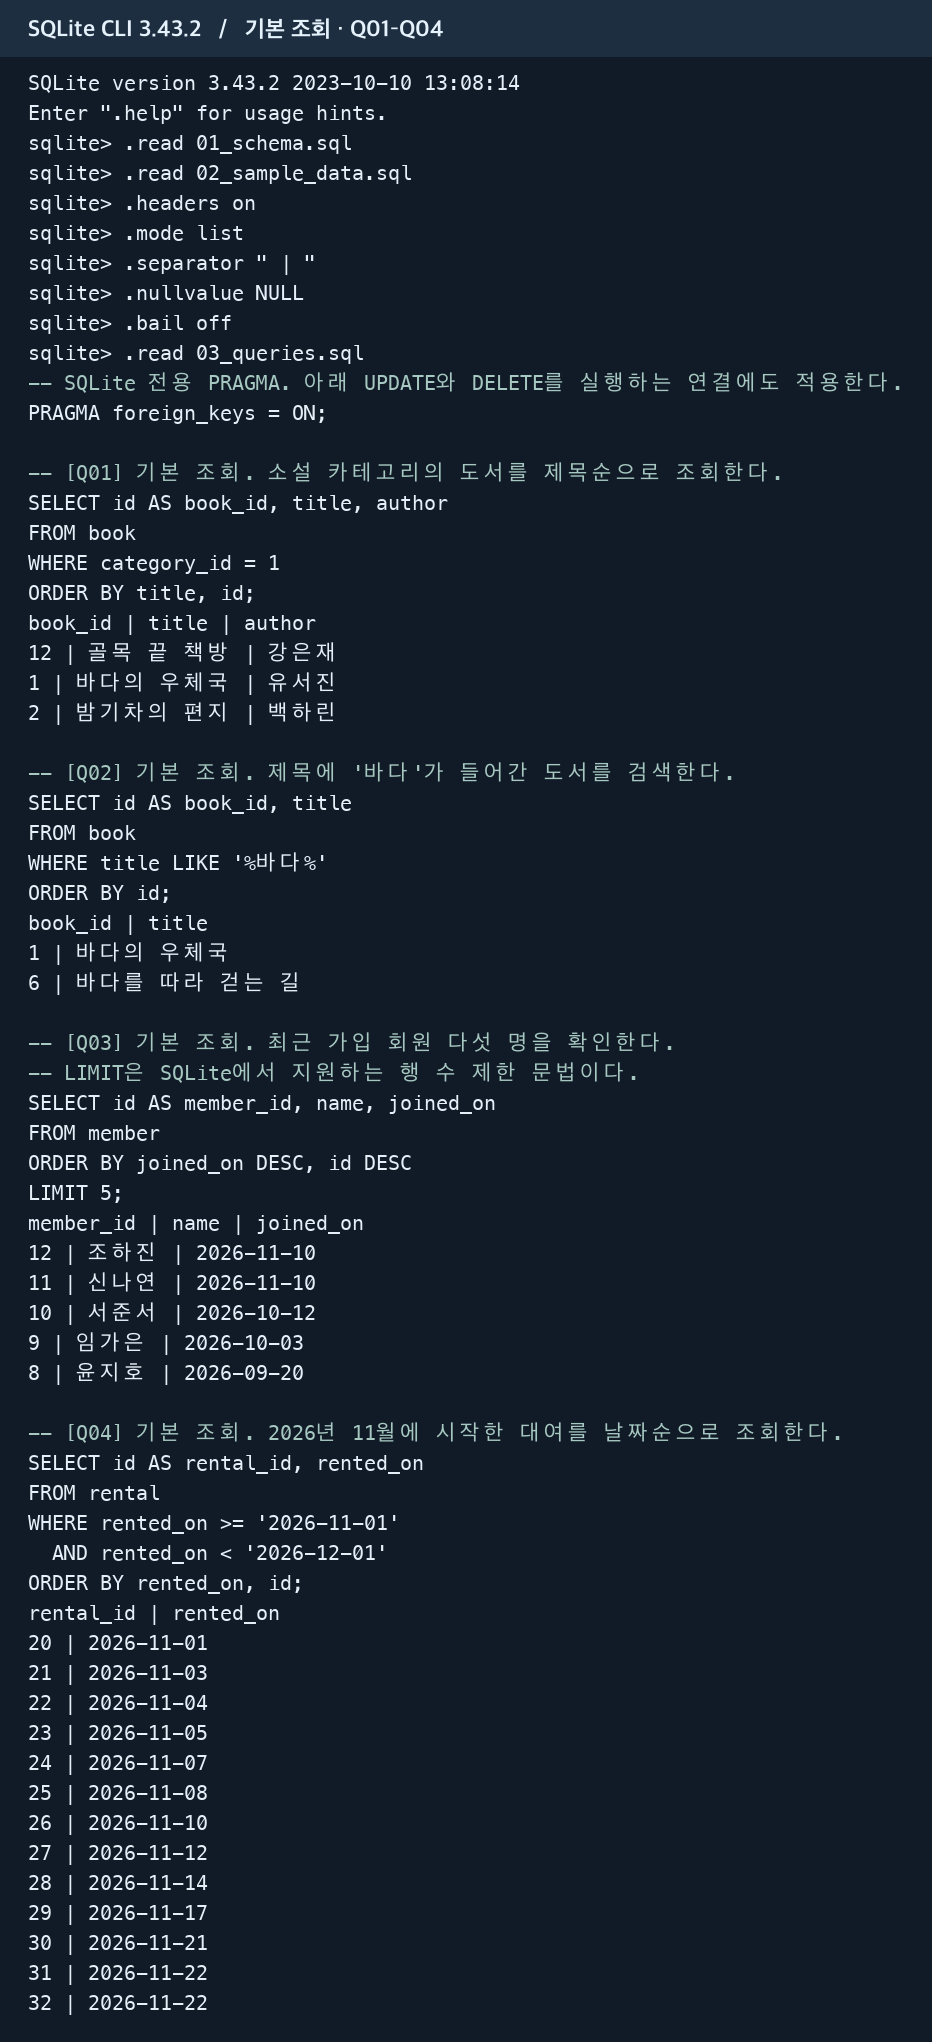 SQLite CLI 3.43.2 / 기본 조회 · Q01-Q04
SQLite version 3.43.2 2023-10-10 13:08:14
Enter ".help" for usage hints.
sqlite> .read 01_schema.sql
sqlite> .read 02_sample_data.sql
sqlite> .headers on
sqlite> .mode list
sqlite> .separator " | "
sqlite> .nullvalue NULL
sqlite> .bail off
sqlite> .read 03_queries.sql
-- SQLite 전용 PRAGMA. 아래 UPDATE와 DELETE를 실행하는 연결에도 적용한다.
PRAGMA foreign_keys = ON;

-- [Q01] 기본 조회. 소설 카테고리의 도서를 제목순으로 조회한다.
SELECT id AS book_id, title, author
FROM book
WHERE category_id = 1
ORDER BY title, id;
book_id | title | author
12 | 골목 끝 책방 | 강은재
1 | 바다의 우체국 | 유서진
2 | 밤기차의 편지 | 백하린

-- [Q02] 기본 조회. 제목에 '바다'가 들어간 도서를 검색한다.
SELECT id AS book_id, title
FROM book
WHERE title LIKE '%바다%'
ORDER BY id;
book_id | title
1 | 바다의 우체국
6 | 바다를 따라 걷는 길

-- [Q03] 기본 조회. 최근 가입 회원 다섯 명을 확인한다.
-- LIMIT은 SQLite에서 지원하는 행 수 제한 문법이다.
SELECT id AS member_id, name, joined_on
FROM member
ORDER BY joined_on DESC, id DESC
LIMIT 5;
member_id | name | joined_on
12 | 조하진 | 2026-11-10
11 | 신나연 | 2026-11-10
10 | 서준서 | 2026-10-12
9 | 임가은 | 2026-10-03
8 | 윤지호 | 2026-09-20

-- [Q04] 기본 조회. 2026년 11월에 시작한 대여를 날짜순으로 조회한다.
SELECT id AS rental_id, rented_on
FROM rental
WHERE rented_on >= '2026-11-01'
  AND rented_on < '2026-12-01'
ORDER BY rented_on, id;
rental_id | rented_on
20 | 2026-11-01
21 | 2026-11-03
22 | 2026-11-04
23 | 2026-11-05
24 | 2026-11-07
25 | 2026-11-08
26 | 2026-11-10
27 | 2026-11-12
28 | 2026-11-14
29 | 2026-11-17
30 | 2026-11-21
31 | 2026-11-22
32 | 2026-11-22